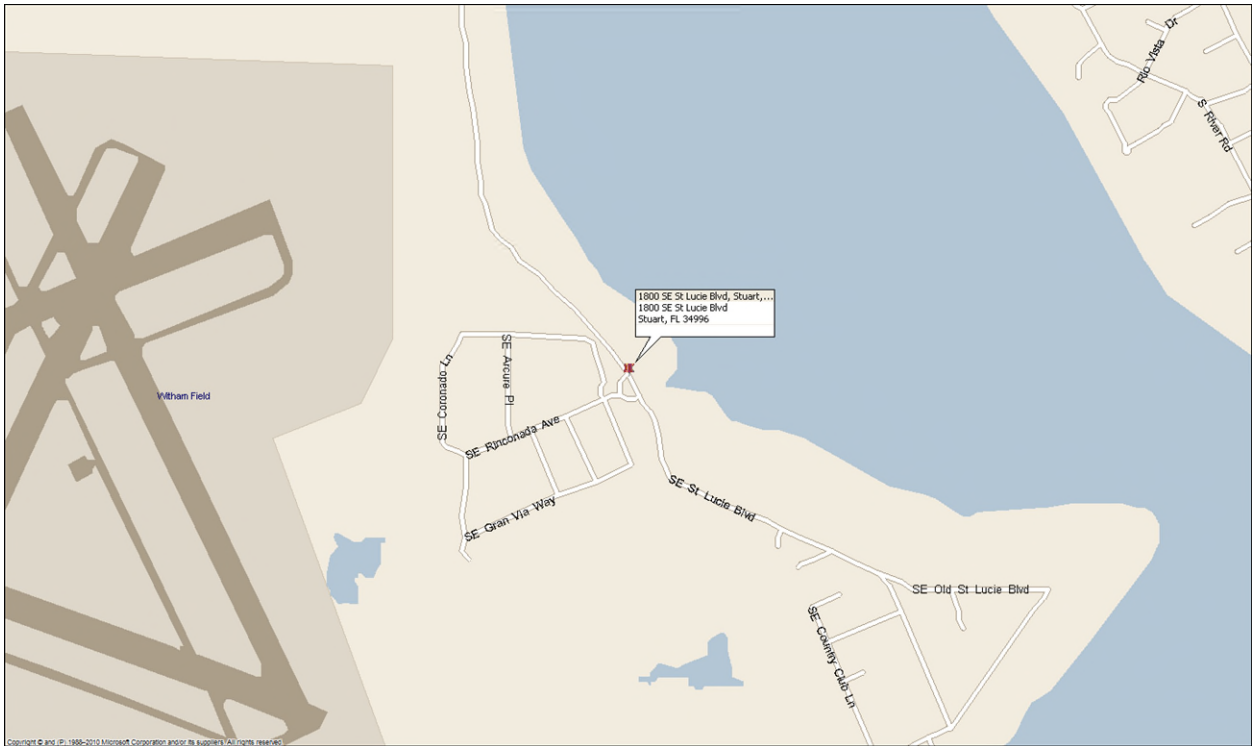 Rio Vista Dr
S River Rd
1800 SE St Lucie Blvd, Stuart,...
1800 SE St Lucie Blvd
Stuart, FL 34996
SE Coronado Ln
SE Arcure Pl
Witham Field
SE Rinconada Ave
SE St Lucie Blvd
SE Gran Via Way
SE Old St Lucie Blvd
SE Country Club Ln
Copyright © and (P) 1988–2010 Microsoft Corporation and/or its suppliers. All rights reserved.